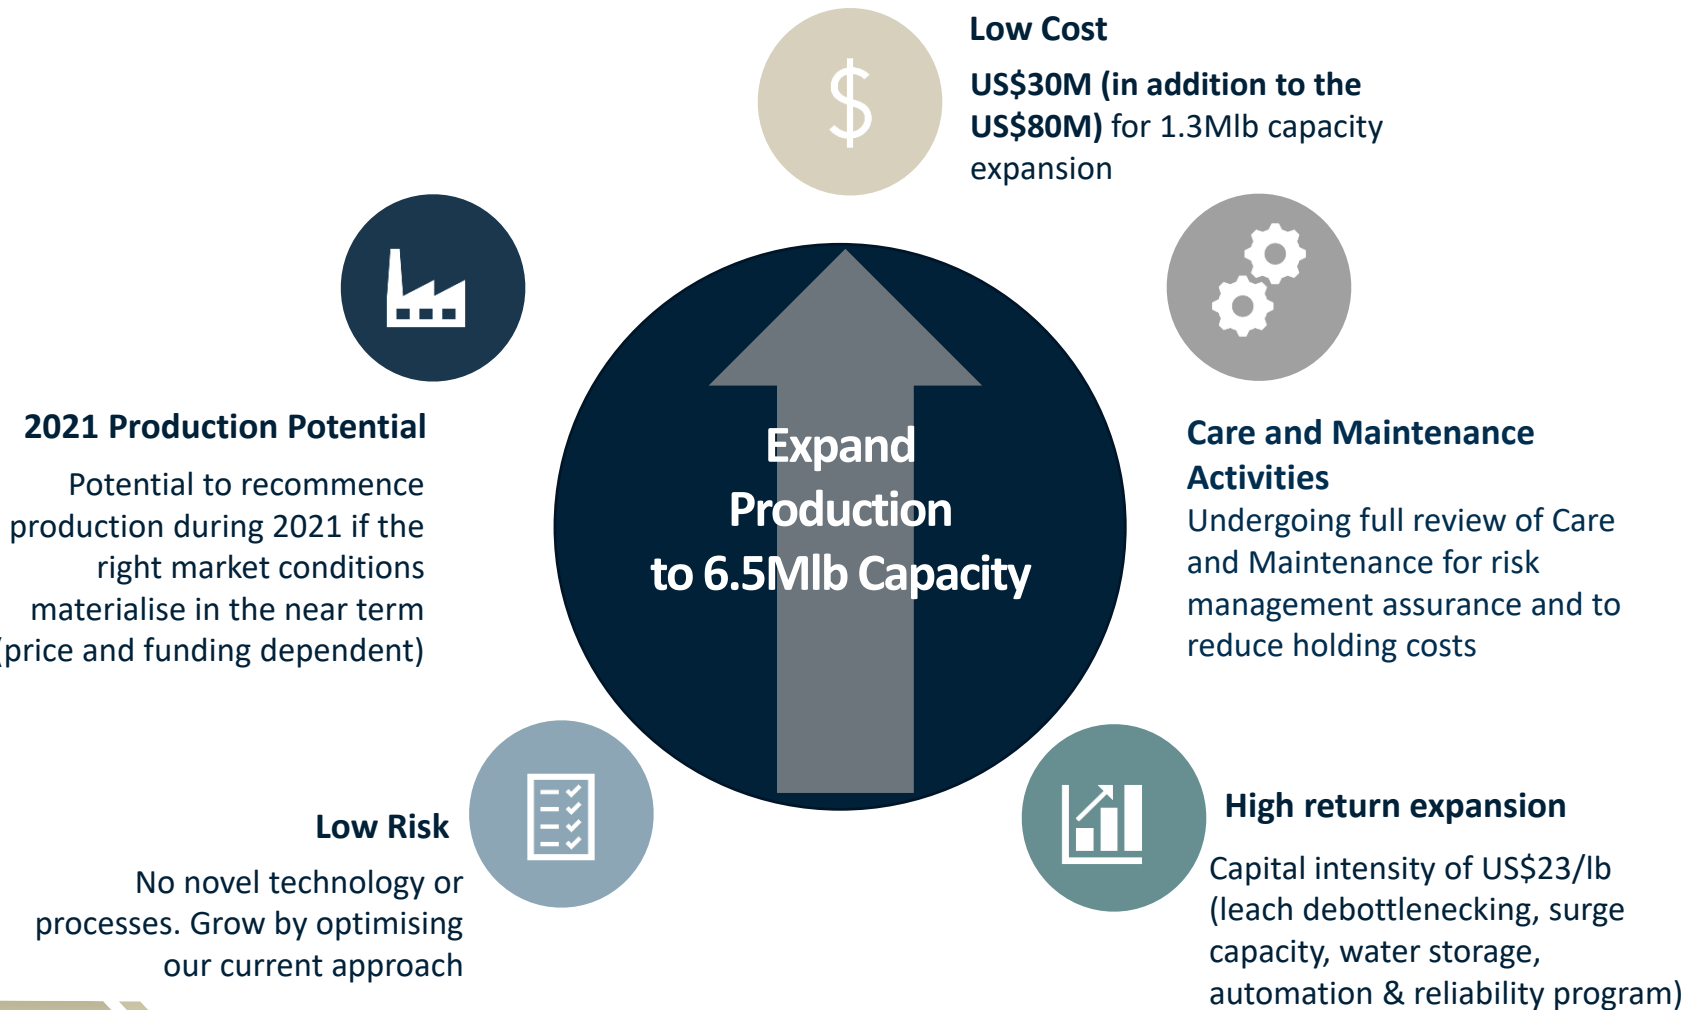 Low Cost
US$30M (in addition to the
US$80M) for 1.3Mlb capacity
expansion
2021 Production Potential
Potential to recommence
production during 2021 if the
right market conditions
materialise in the near term
(price and funding dependent)
Expand
Production
to 6.5Mlb Capacity
Care and Maintenance
Activities
Undergoing full review of Care
and Maintenance for risk
management assurance and to
reduce holding costs
Low Risk
No novel technology or
processes. Grow by optimising
our current approach
High return expansion
Capital intensity of US$23/lb
(leach debottlenecking, surge
capacity, water storage,
automation & reliability program)